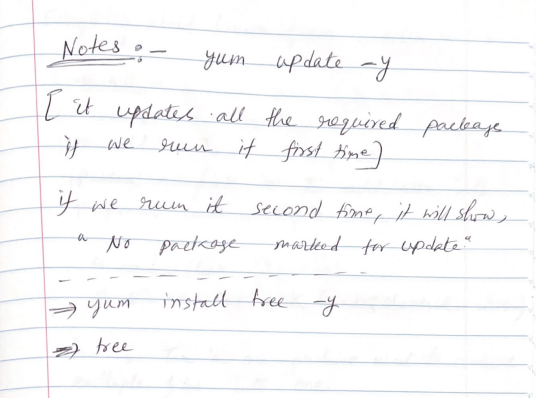 Notes :- yum update -y
[ it updates all the required package
if we run it first time ]
if we run it second time, it will show,
" No package marked for update "
⇒ yum install tree -y
⇒ tree